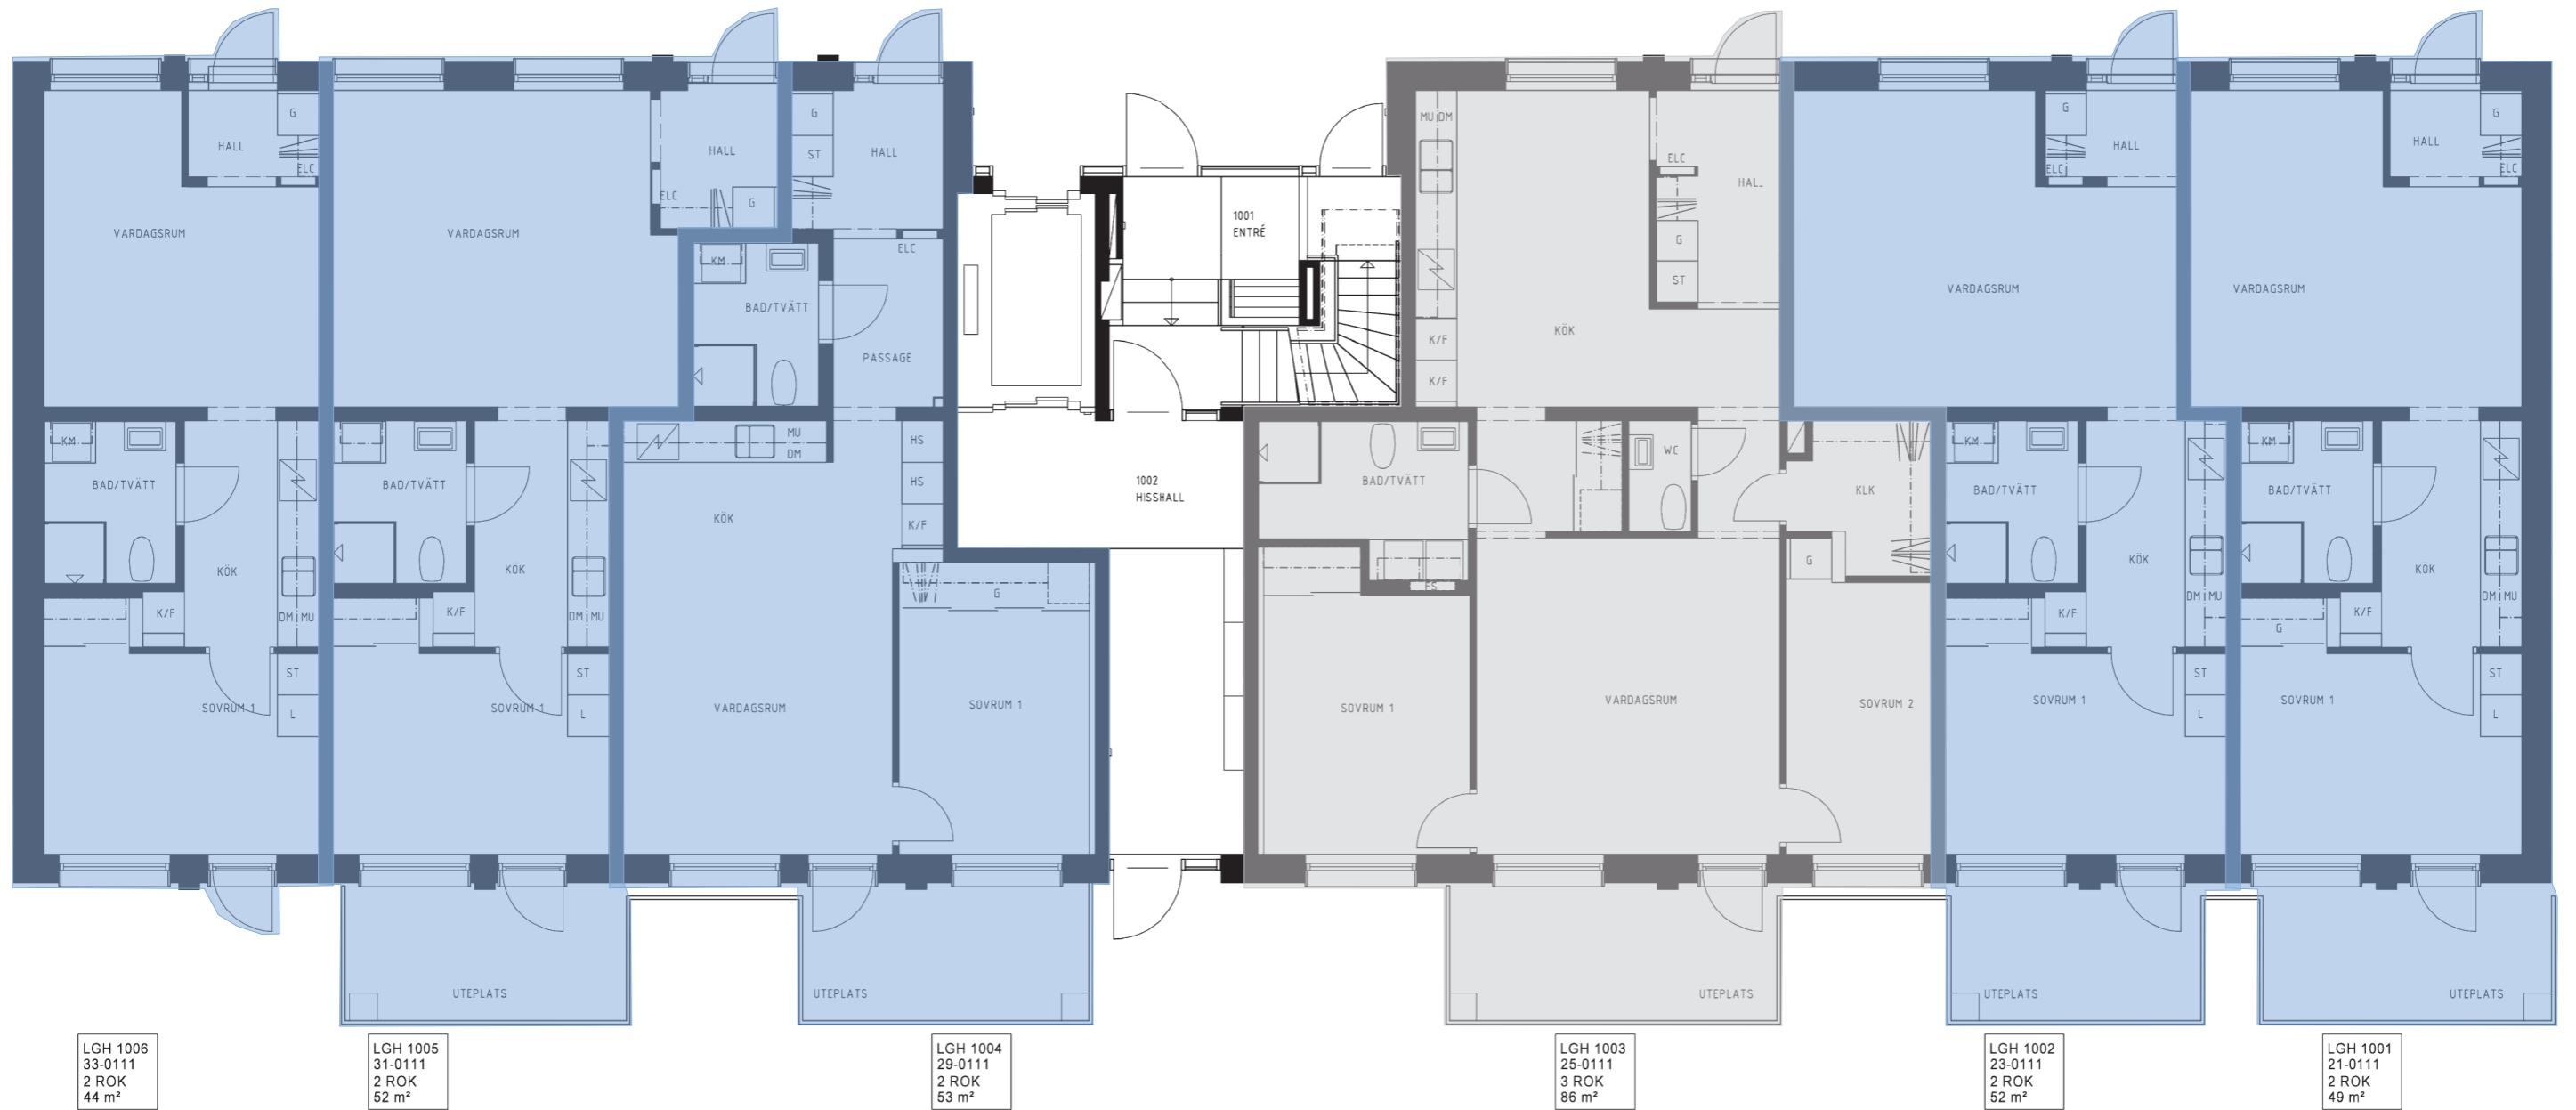 G
HALL
ELC
VARDAGSRUM
KM
BAD/TVÄTT
KÖK
K/F
DM MU
ST
SOVRUM 1
L
VARDAGSRUM
HALL
ELC
G
BAD/TVÄTT
KÖK
K/F
DM MU
ST
SOVRUM 1
L
UTEPLATS
G
ST
HALL
ELC
KM
BAD/TVÄTT
PASSAGE
MU
DM
HS
HS
KÖK
K/F
G
VARDAGSRUM
SOVRUM 1
UTEPLATS
1001
ENTRÉ
1002
HISSHALL
MU DM
ELC
HALL
G
ST
KÖK
K/F
K/F
WC
BAD/TVÄTT
KLK
G
SOVRUM 1
VARDAGSRUM
SOVRUM 2
UTEPLATS
G
HALL
ELC
VARDAGSRUM
KM
BAD/TVÄTT
KÖK
K/F
DM MU
ST
SOVRUM 1
L
UTEPLATS
G
HALL
ELC
VARDAGSRUM
KM
BAD/TVÄTT
KÖK
K/F
DM MU
G
ST
SOVRUM 1
L
UTEPLATS
LGH 1006
33-0111
2 ROK
44 m²
LGH 1005
31-0111
2 ROK
52 m²
LGH 1004
29-0111
2 ROK
53 m²
LGH 1003
25-0111
3 ROK
86 m²
LGH 1002
23-0111
2 ROK
52 m²
LGH 1001
21-0111
2 ROK
49 m²